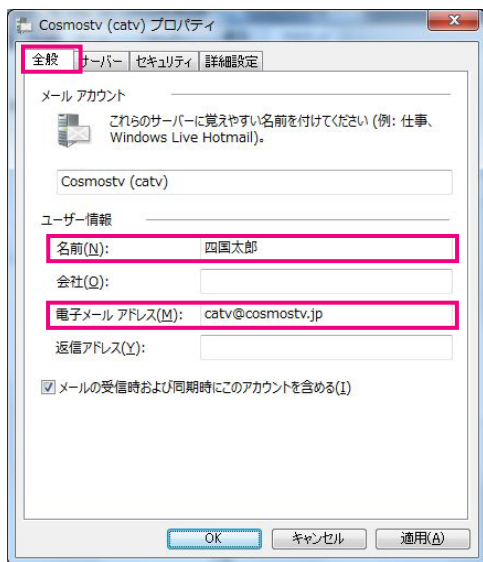 Cosmostv (catv) プロパティ
全般 サーバー セキュリティ 詳細設定
メール アカウント
これらのサーバーに覚えやすい名前を付けてください (例: 仕事、
Windows Live Hotmail)。
Cosmostv (catv)
ユーザー情報
名前(N): 四国太郎
会社(O):
電子メール アドレス(M): catv@cosmostv.jp
返信アドレス(Y):
メールの受信時および同期時にこのアカウントを含める(I)
OK キャンセル 適用(A)